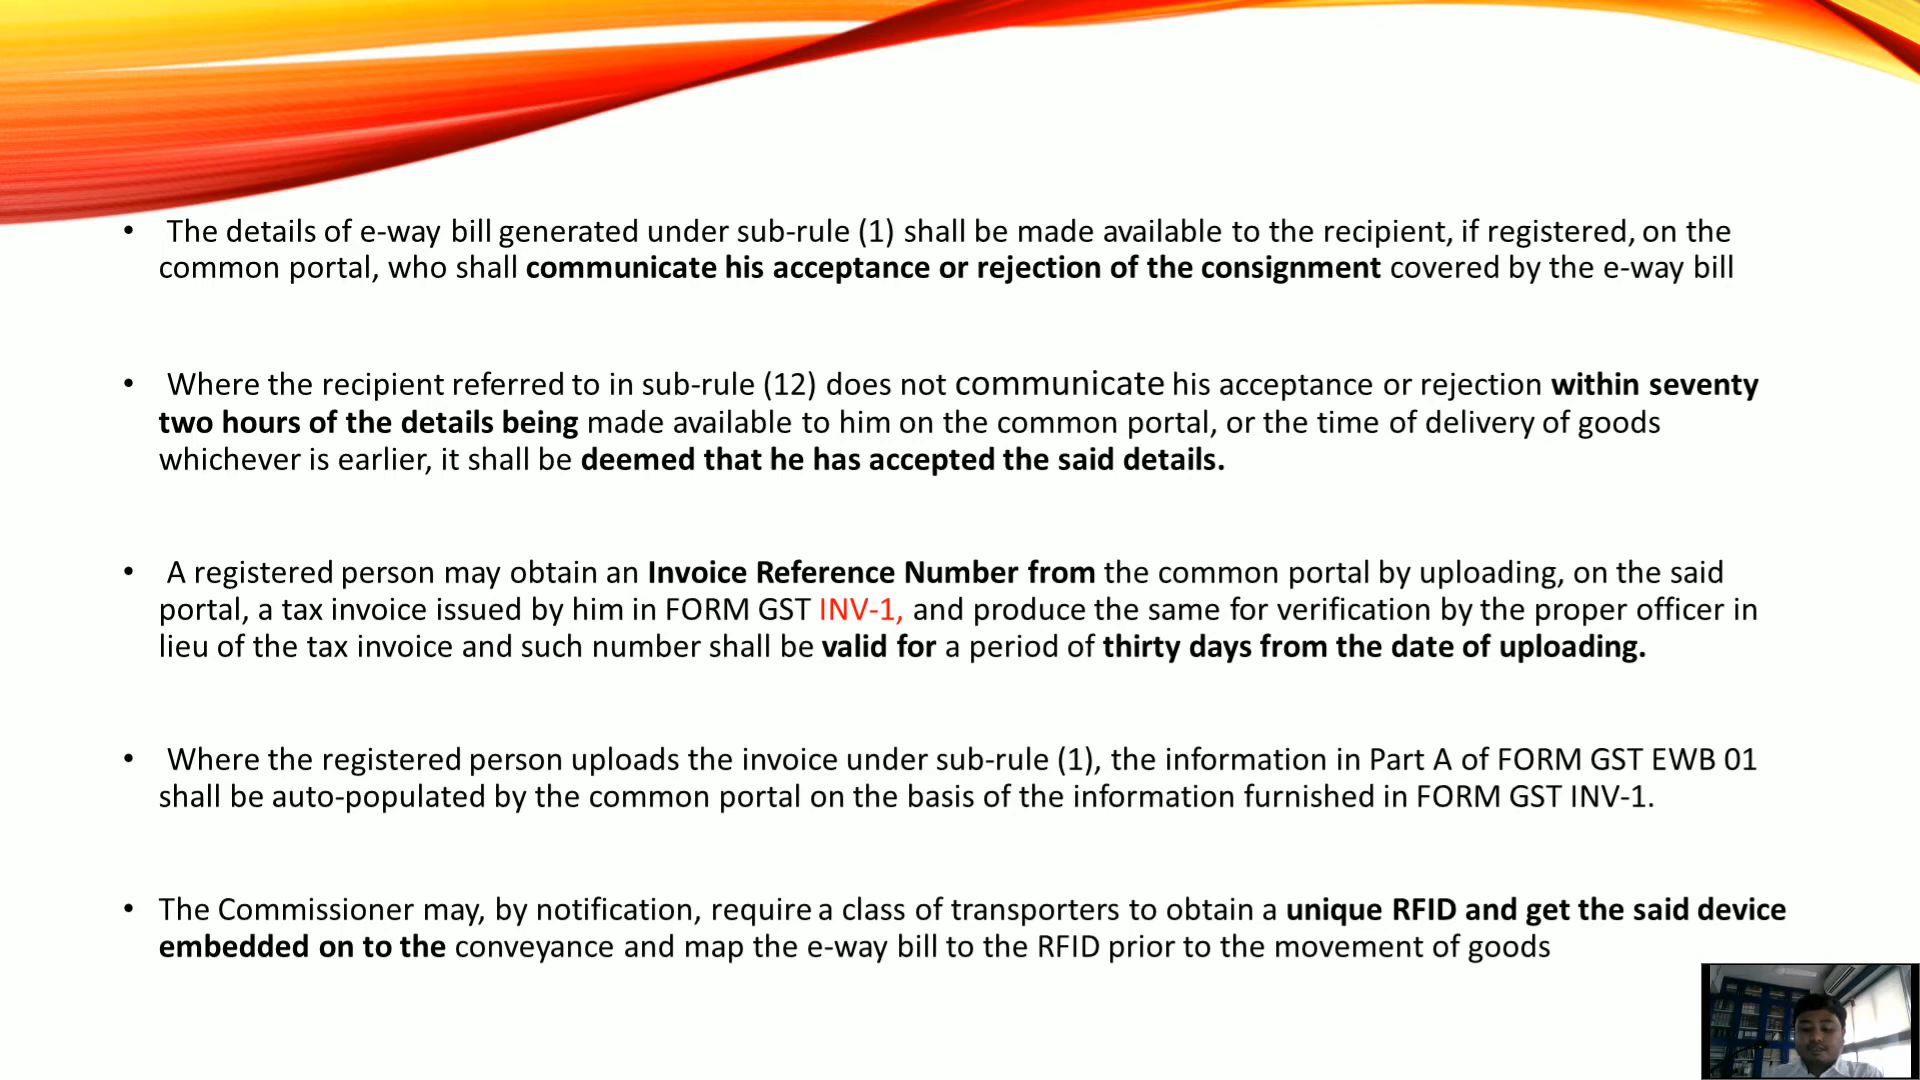 • The details of e-way bill generated under sub-rule (1) shall be made available to the recipient, if registered, on the
common portal, who shall communicate his acceptance or rejection of the consignment covered by the e-way bill
• Where the recipient referred to in sub-rule (12) does not communicate his acceptance or rejection within seventy
two hours of the details being made available to him on the common portal, or the time of delivery of goods
whichever is earlier, it shall be deemed that he has accepted the said details.
• A registered person may obtain an Invoice Reference Number from the common portal by uploading, on the said
portal, a tax invoice issued by him in FORM GST INV-1, and produce the same for verification by the proper officer in
lieu of the tax invoice and such number shall be valid for a period of thirty days from the date of uploading.
• Where the registered person uploads the invoice under sub-rule (1), the information in Part A of FORM GST EWB 01
shall be auto-populated by the common portal on the basis of the information furnished in FORM GST INV-1.
• The Commissioner may, by notification, require a class of transporters to obtain a unique RFID and get the said device
embedded on to the conveyance and map the e-way bill to the RFID prior to the movement of goods